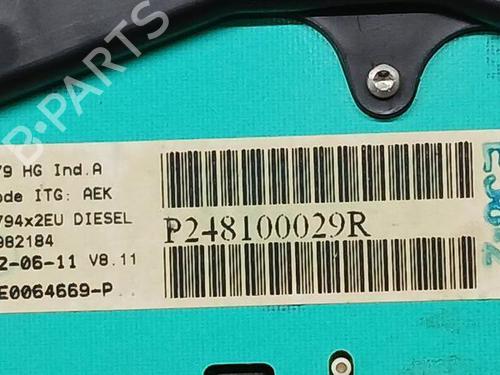 B-PARTS
79 HG Ind.A
ode ITG: AEK
794x2EU DIESEL
982184
2-06-11 V8.11
E0064669-P
P248100029R